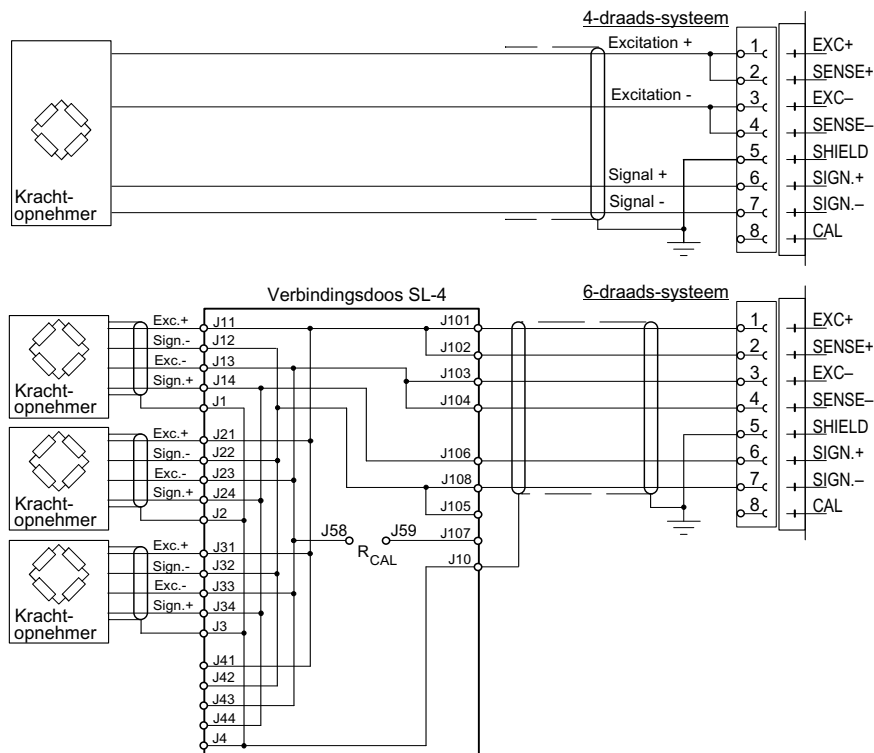 4-draads-systeem
Excitation +
1
EXC+
2
SENSE+
Excitation -
3
EXC–
4
SENSE–
5
SHIELD
Signal +
6
SIGN.+
Signal -
7
SIGN.–
8
CAL
Kracht-
opnehmer
Verbindingsdoos SL-4
6-draads-systeem
Exc.+
J11
J101
1
EXC+
Sign.-
J12
J102
2
SENSE+
Exc.-
J13
J103
3
EXC–
Sign.+
J14
J104
4
SENSE–
J1
Kracht-
opnehmer
5
SHIELD
Exc.+
J21
Sign.-
J22
J106
6
SIGN.+
Exc.-
J23
J108
7
SIGN.–
Sign.+
J24
J105
8
CAL
J2
Kracht-
opnehmer
J58
J59
J107
RCAL
J10
Exc.+
J31
Sign.-
J32
Exc.-
J33
Sign.+
J34
J3
Kracht-
opnehmer
J41
J42
J43
J44
J4